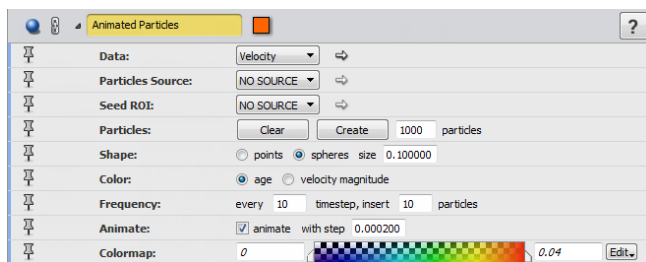 Animated Particles ?
Data: Velocity
Particles Source: NO SOURCE
Seed ROI: NO SOURCE
Particles: Clear Create 1000 particles
Shape: points spheres size 0.100000
Color: age velocity magnitude
Frequency: every 10 timestep, insert 10 particles
Animate: animate with step 0.000200
Colormap: 0 0.04 Edit